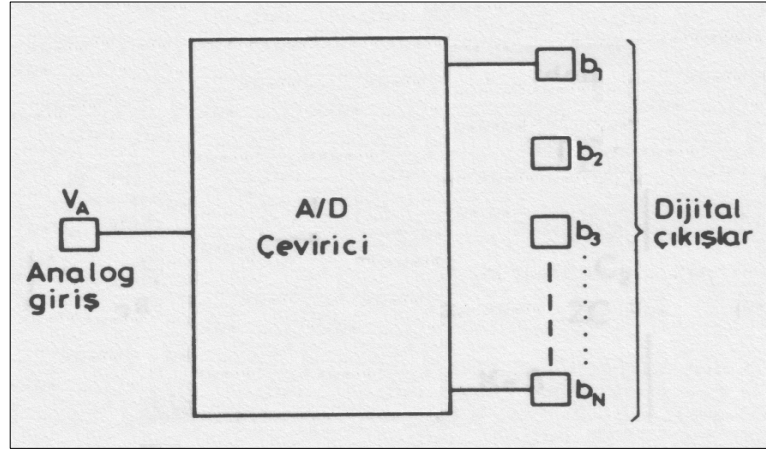 V_A
Analog
giriş
A/D
Çevirici
b_1
b_2
b_3
b_N
Dijital
çıkışlar